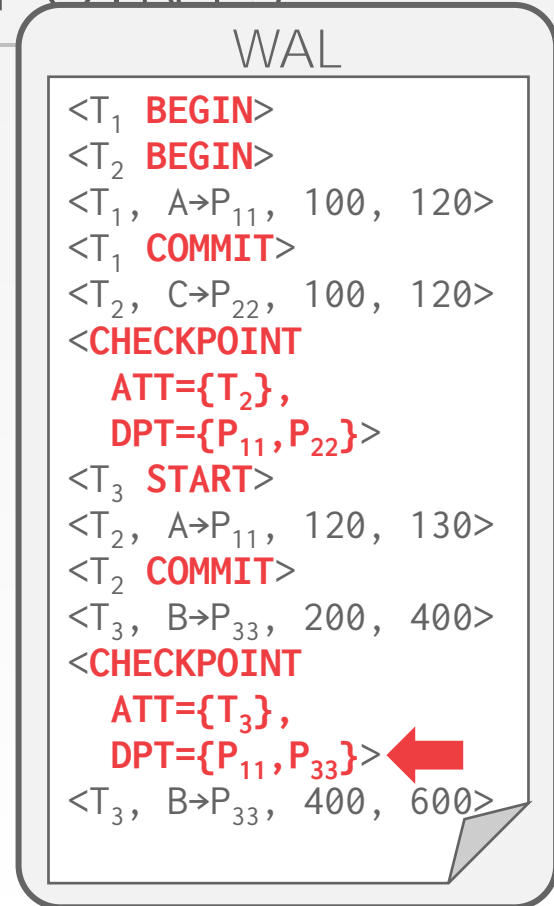 WAL
<T₁ BEGIN>
<T₂ BEGIN>
<T₁, A→P₁₁, 100, 120>
<T₁ COMMIT>
<T₂, C→P₂₂, 100, 120>
<CHECKPOINT
ATT={T₂},
DPT={P₁₁,P₂₂}>
<T₃ START>
<T₂, A→P₁₁, 120, 130>
<T₂ COMMIT>
<T₃, B→P₃₃, 200, 400>
<CHECKPOINT
ATT={T₃},
DPT={P₁₁,P₃₃}>
<T₃, B→P₃₃, 400, 600>